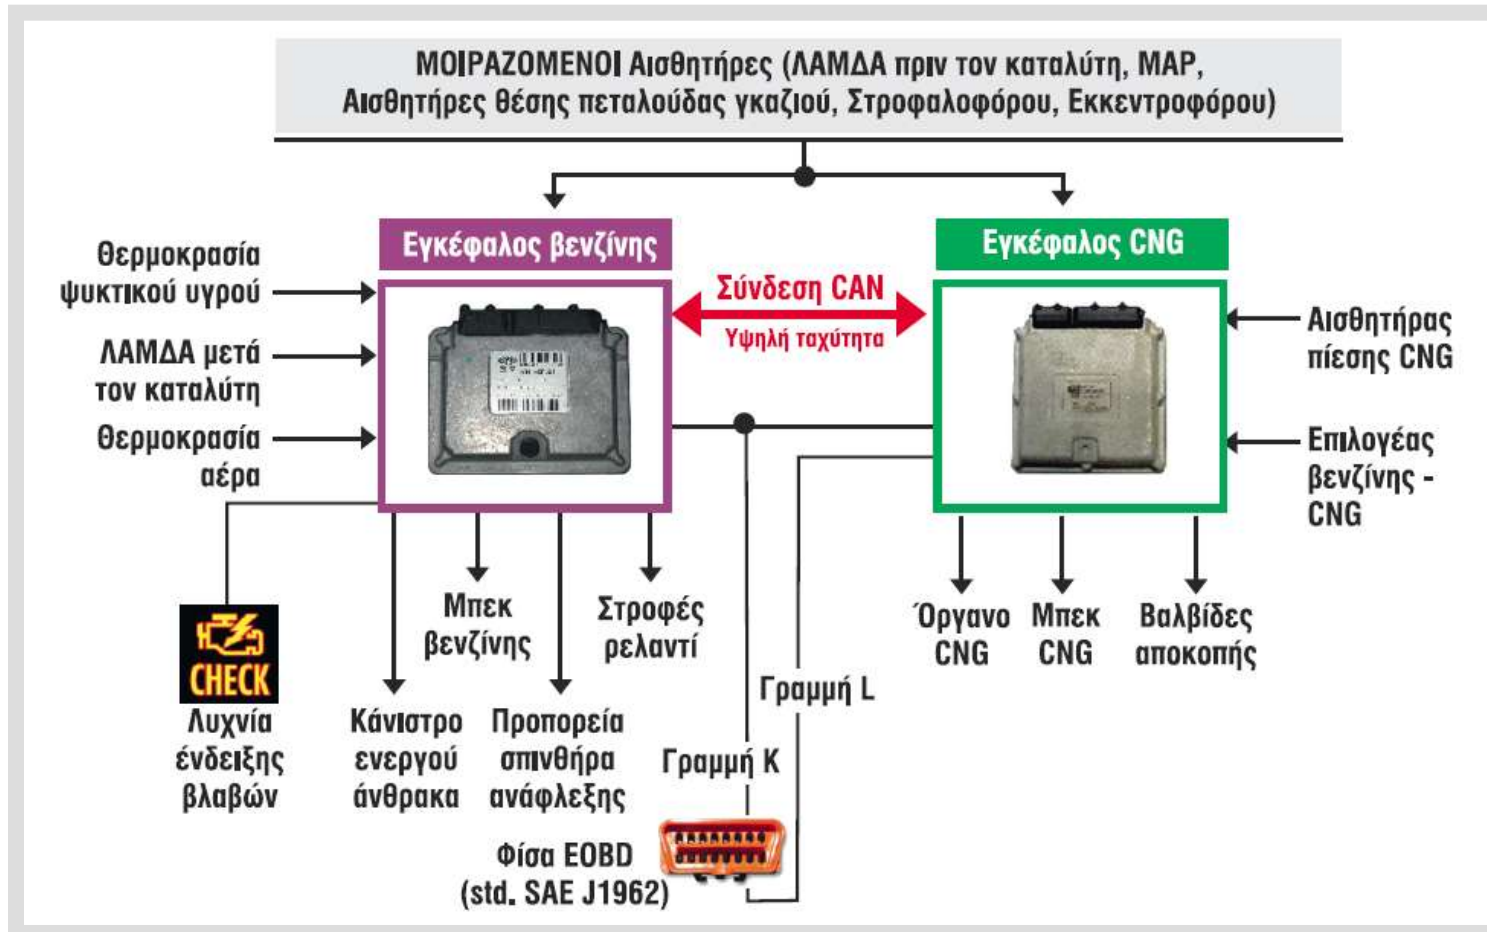 ΜΟΙΡΑΖΟΜΕΝΟΙ Αισθητήρες (ΛΑΜΔΑ πριν τον καταλύτη, MAP,
Αισθητήρες θέσης πεταλούδας γκαζιού, Στροφαλοφόρου, Εκκεντροφόρου)
Εγκέφαλος βενζίνης
Εγκέφαλος CNG
Θερμοκρασία
ψυκτικού υγρού
ΛΑΜΔΑ μετά
τον καταλύτη
Θερμοκρασία
αέρα
Σύνδεση CAN
Υψηλή ταχύτητα
Αισθητήρας
πίεσης CNG
Επιλογέας
βενζίνης -
CNG
CHECK
Λυχνία
ένδειξης
βλαβών
Κάνιστρο
ενεργού
άνθρακα
Μπεκ
βενζίνης
Προπορεία
σπινθήρα
ανάφλεξης
Στροφές
ρελαντί
Όργανο
CNG
Μπεκ
CNG
Βαλβίδες
αποκοπής
Γραμμή L
Γραμμή K
Φίσα EOBD
(std. SAE J1962)